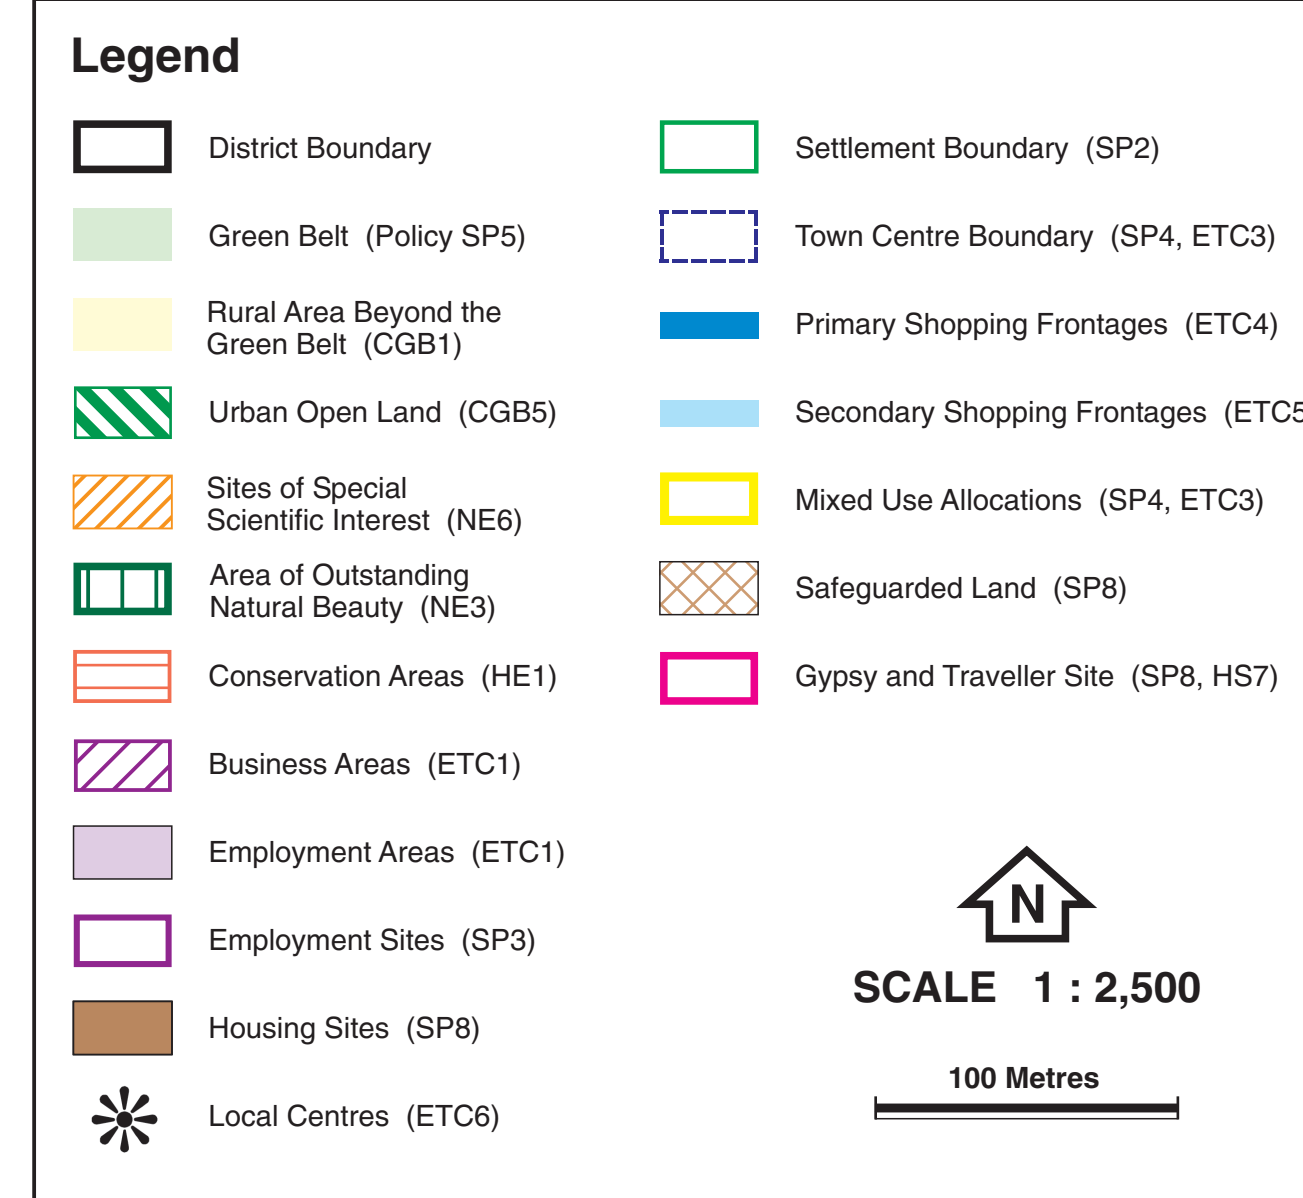 Legend
District Boundary
Green Belt (Policy SP5)
Rural Area Beyond the
Green Belt (CGB1)
Urban Open Land (CGB5)
Sites of Special
Scientific Interest (NE6)
Area of Outstanding
Natural Beauty (NE3)
Conservation Areas (HE1)
Business Areas (ETC1)
Employment Areas (ETC1)
Employment Sites (SP3)
Housing Sites (SP8)
Local Centres (ETC6)
Settlement Boundary (SP2)
Town Centre Boundary (SP4, ETC3)
Primary Shopping Frontages (ETC4)
Secondary Shopping Frontages (ETC5
Mixed Use Allocations (SP4, ETC3)
Safeguarded Land (SP8)
Gypsy and Traveller Site (SP8, HS7)
N
SCALE 1 : 2,500
100 Metres